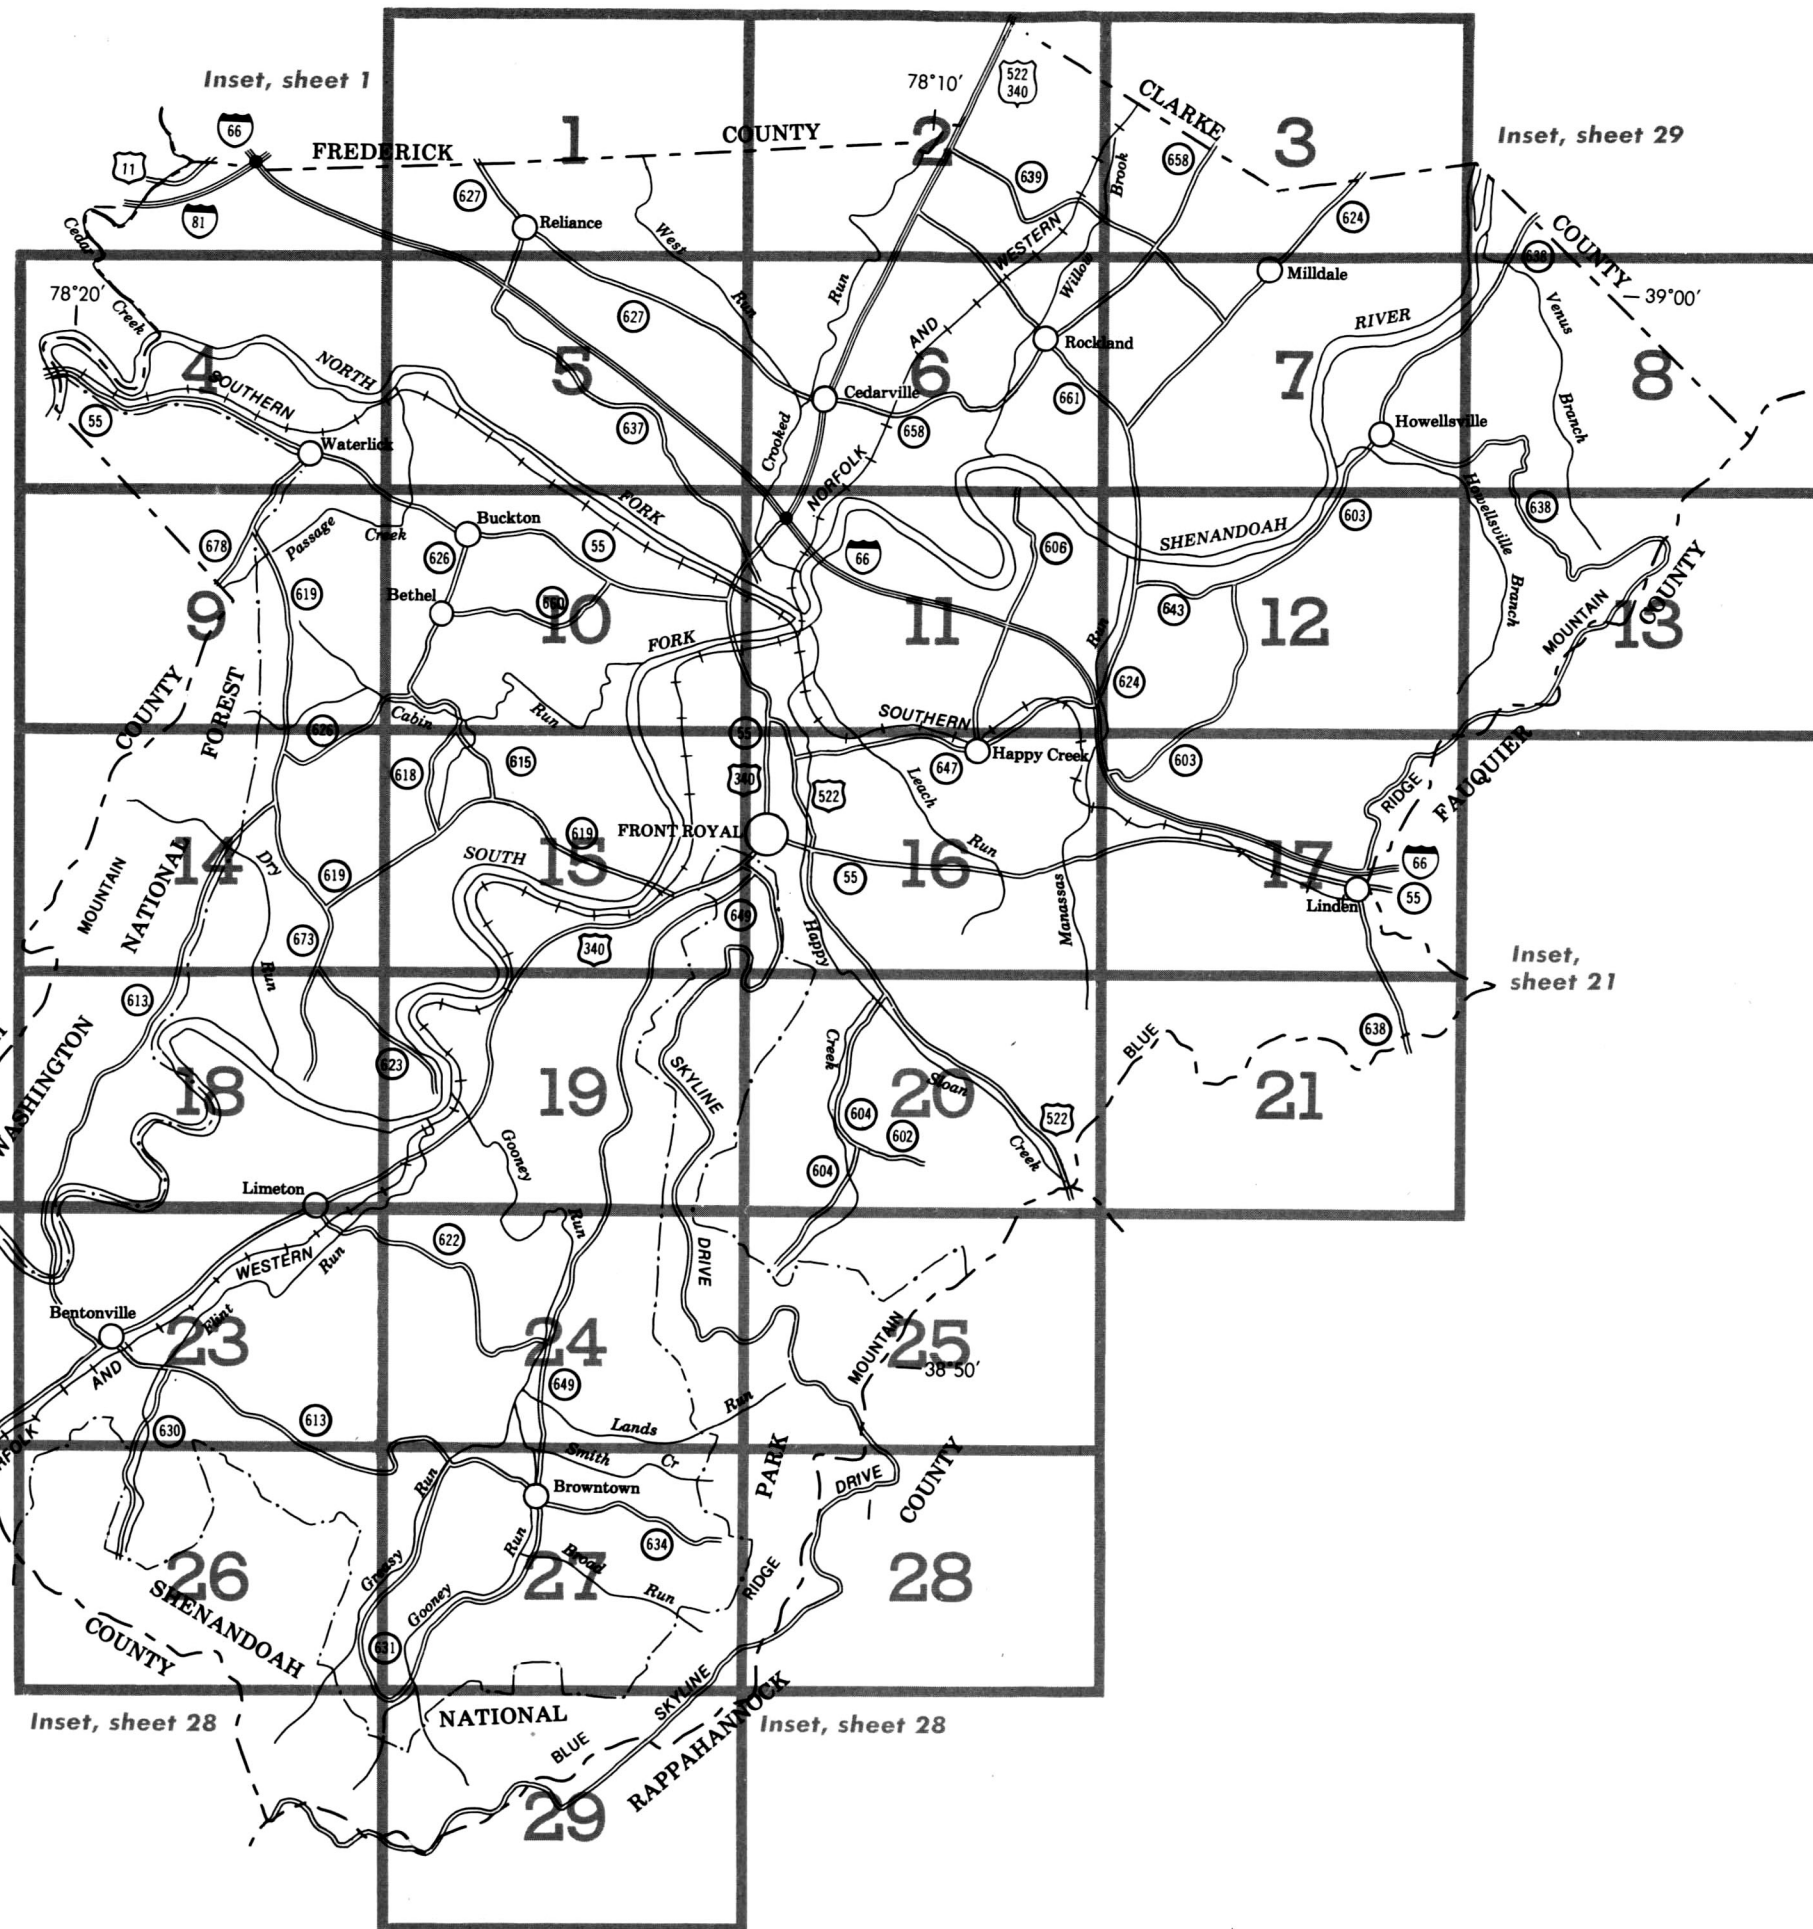 Inset, sheet 1
78°10′
522
340
CLARKE
66
11
81
FREDERICK
COUNTY
1
2
3
Inset, sheet 29
627
Reliance
West
Run
639
Brook
658
624
WESTERN
Willow
Milldale
COUNTY
638
39°00′
Cedar
Creek
78°20′
627
Run
AND
Rockland
RIVER
Venus
Branch
4
SOUTHERN
NORTH
5
6
7
8
55
Waterlick
637
Cedarville
658
661
Howellsville
Crooked
NORFOLK
FORK
Buckton
678
Passage
Creek
626
55
66
606
SHENANDOAH
603
Howellsville
Branch
638
COUNTY
619
Bethel
660
9
10
11
12
13
643
MOUNTAIN
FORK
Run
624
COUNTY
FOREST
Cabin
Run
SOUTHERN
626
618
615
55
340
522
647
Happy Creek
603
Leach
Run
RIDGE
FAUQUIER
FRONT ROYAL
619
SOUTH
14
15
16
17
66
55
Linden
MOUNTAIN
NATIONAL
Dry
Run
619
55
Manassas
673
340
649
Happy
Creek
Inset,
sheet 21
613
WASHINGTON
623
SKYLINE
BLUE
638
18
19
20
21
Sloan
Creek
604
602
522
604
Gooney
Run
Limeton
622
DRIVE
WESTERN
Run
Bentonville
Flint
23
24
25
MOUNTAIN
38°50′
AND
649
Lands
Run
630
613
Smith
Cr
PARK
DRIVE
COUNTY
Run
Browntown
634
Greasy
Run
Broad
Run
26
27
28
RIDGE
SHENANDOAH
COUNTY
Gooney
631
Inset, sheet 28
NATIONAL
SKYLINE
Inset, sheet 28
BLUE
RAPPAHANNOCK
29